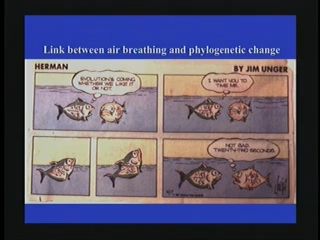 Link between air breathing and phylogenetic change
HERMAN
BY JIM UNGER
EVOLUTION'S COMING
WHETHER WE LIKE IT
OR NOT.
I WANT YOU TO
TIME ME.
NOT BAD.
TWENTY-TWO SECONDS.